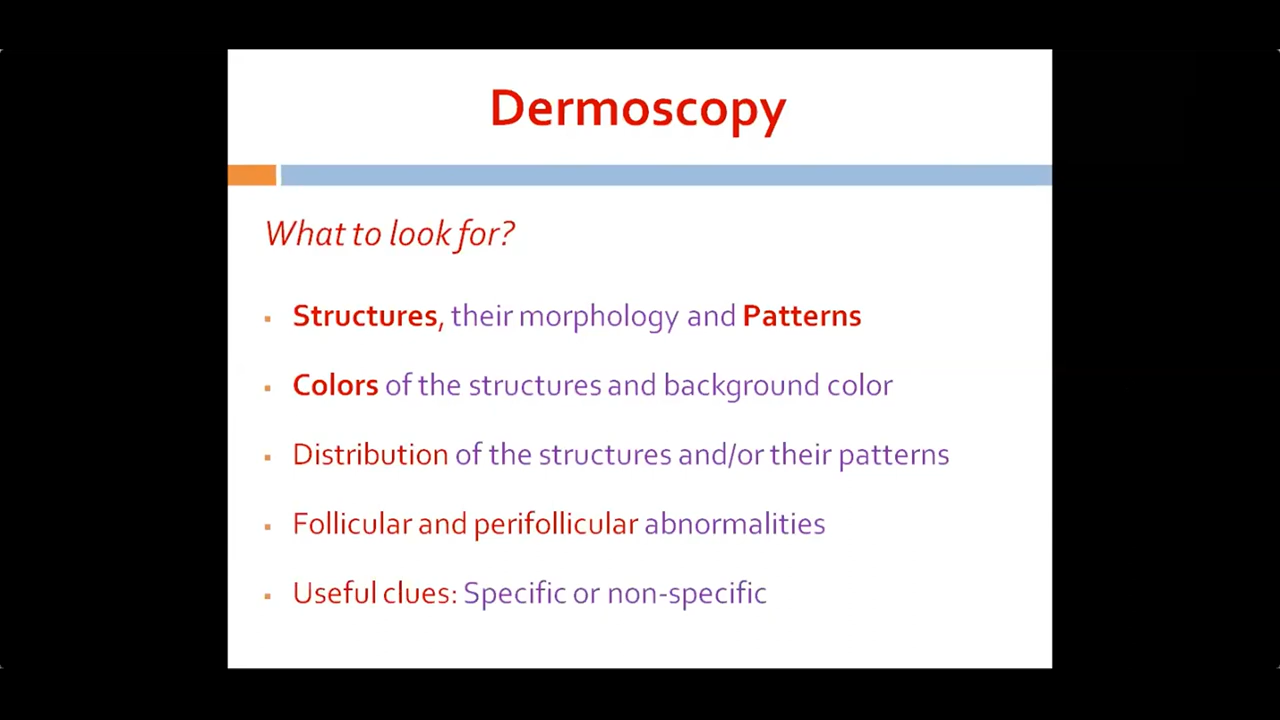 Dermoscopy
What to look for?
▪ Structures, their morphology and Patterns
▪ Colors of the structures and background color
▪ Distribution of the structures and/or their patterns
▪ Follicular and perifollicular abnormalities
▪ Useful clues: Specific or non-specific